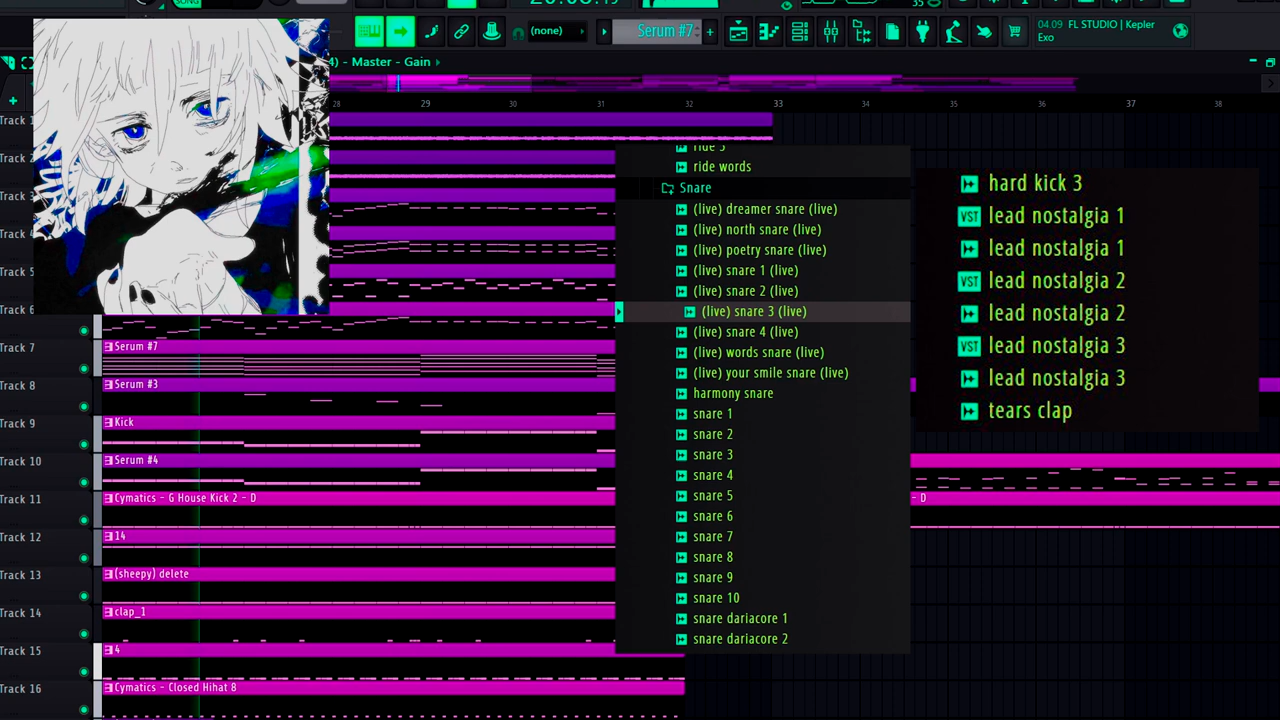 SONG
35
(none)
Serum #7
04:09 FL STUDIO | Kepler
Exo
- Master - Gain
28 29 30 31 32 33 34 35 36 37 38
Track
Track
Track
Track
Track
Track
Track 7
Track 8
Track 9
Track 10
Track 11
Track 12
Track 13
Track 14
Track 15
Track 16
Serum #7
Serum #3
Kick
Serum #4
Cymatics - G House Kick 2 - D
- D
14
(sheepy) delete
clap_1
4
Cymatics - Closed Hihat 8
ride words
Snare
(live) dreamer snare (live)
(live) north snare (live)
(live) poetry snare (live)
(live) snare 1 (live)
(live) snare 2 (live)
(live) snare 3 (live)
(live) snare 4 (live)
(live) words snare (live)
(live) your smile snare (live)
harmony snare
snare 1
snare 2
snare 3
snare 4
snare 5
snare 6
snare 7
snare 8
snare 9
snare 10
snare dariacore 1
snare dariacore 2
hard kick 3
VST lead nostalgia 1
lead nostalgia 1
VST lead nostalgia 2
lead nostalgia 2
VST lead nostalgia 3
lead nostalgia 3
tears clap